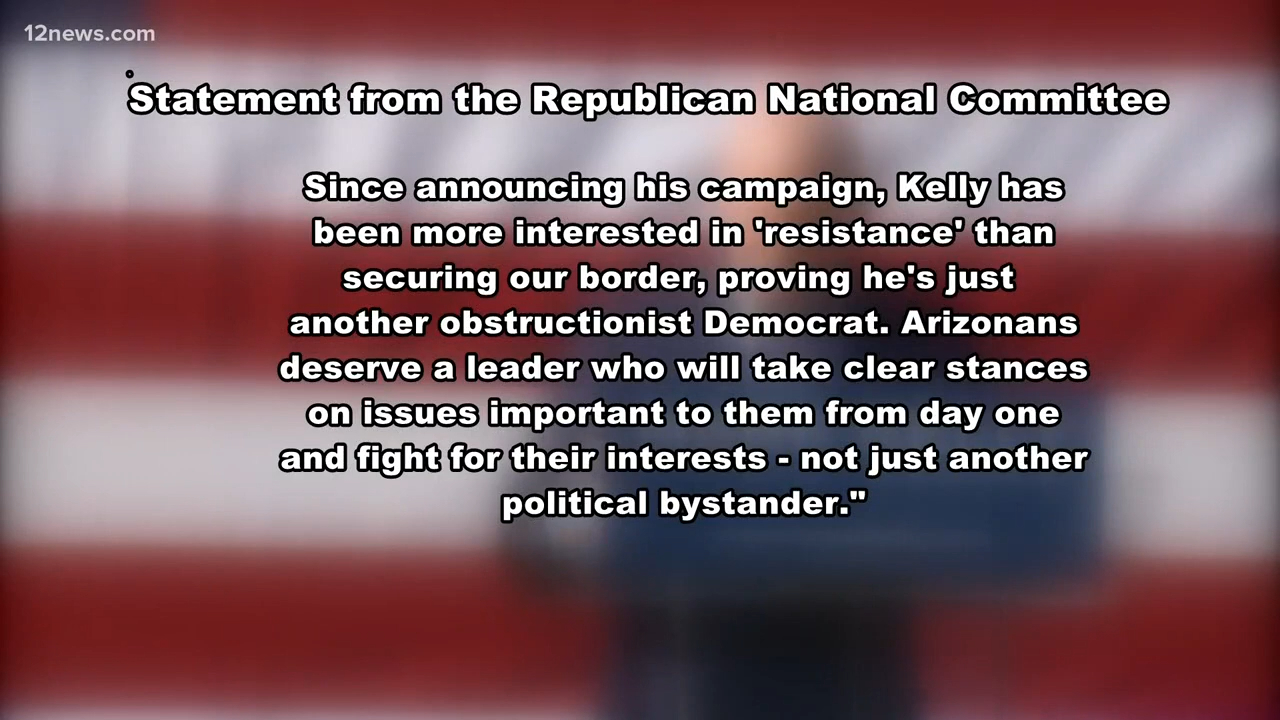 12news.com
Statement from the Republican National Committee
Since announcing his campaign, Kelly has
been more interested in 'resistance' than
securing our border, proving he's just
another obstructionist Democrat. Arizonans
deserve a leader who will take clear stances
on issues important to them from day one
and fight for their interests - not just another
political bystander."